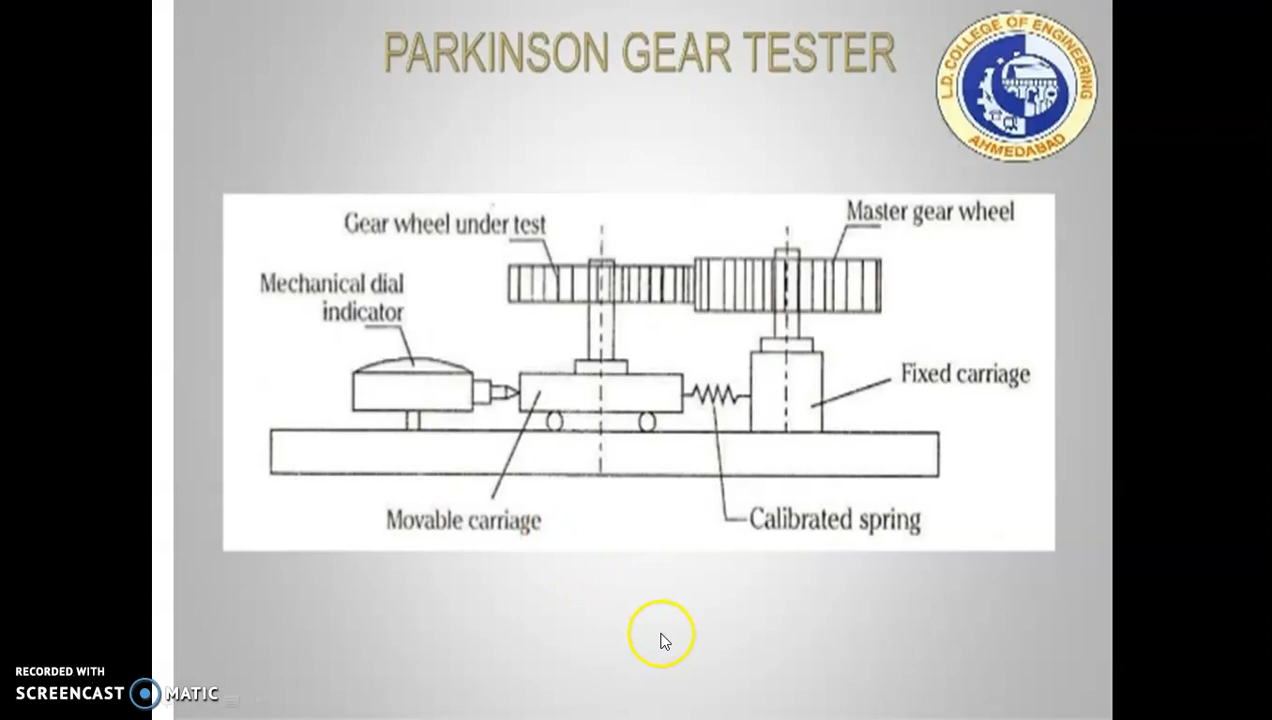 PARKINSON GEAR TESTER
L.D. COLLEGE OF ENGINEERING
AHMEDABAD
Gear wheel under test
Master gear wheel
Mechanical dial
indicator
Fixed carriage
Movable carriage
Calibrated spring
RECORDED WITH
SCREENCAST MATIC